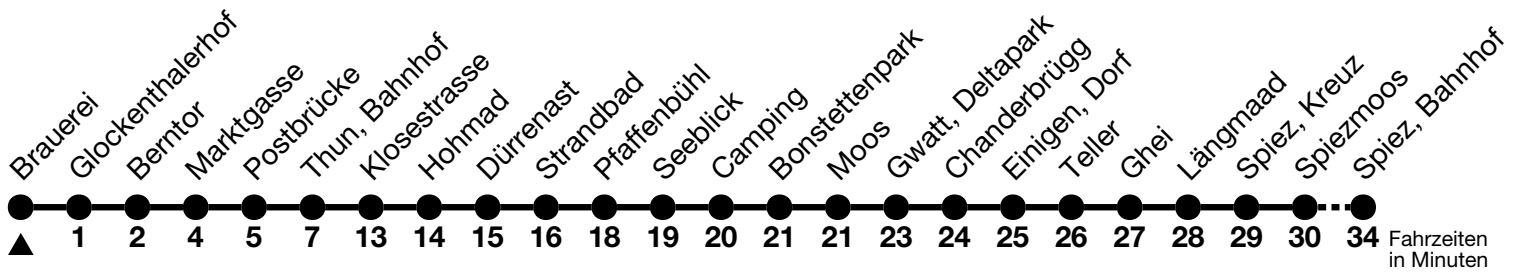 Brauerei
Glockenthalerhof
Berntor
Marktgasse
Postbrücke
Thun, Bahnhof
Klosestrasse
Hohmad
Dürrenast
Strandbad
Pfaffenbühl
Seeblick
Camping
Bonstettenpark
Moos
Gwatt, Deltapark
Chanderbrügg
Einigen, Dorf
Teller
Ghei
Längmaad
Spiez, Kreuz
Spiezmoos
Spiez, Bahnhof
1 2 4 5 7 13 14 15 16 18 19 20 21 21 23 24 25 26 27 28 29 30 34 Fahrzeiten
in Minuten